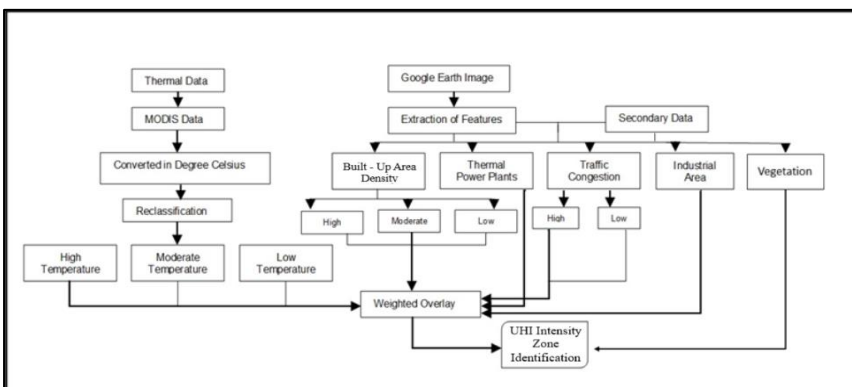 Thermal Data
MODIS Data
Converted in Degree Celsius
Reclassification
High
Temperature
Moderate
Temperature
Low
Temperature
Google Earth Image
Extraction of Features
Secondary Data
Built - Up Area
Density
Thermal
Power Plants
Traffic
Congestion
Industrial
Area
Vegetation
High
Moderate
Low
High
Low
Weighted Overlay
UHI Intensity
Zone
Identification